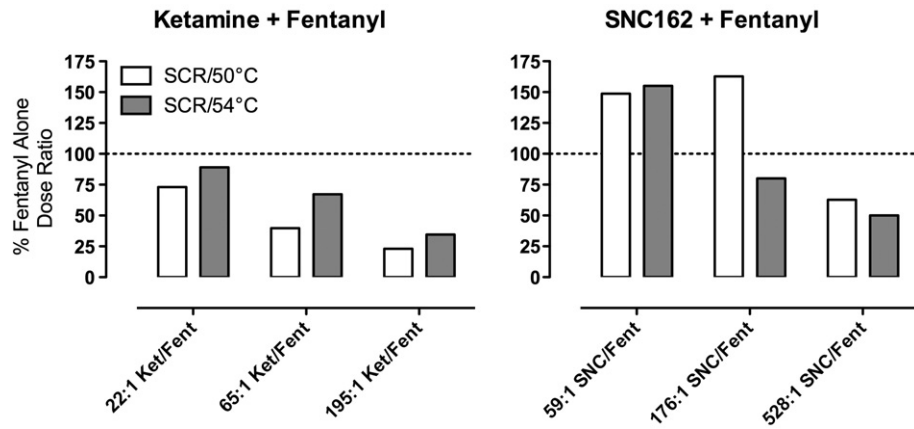 Ketamine + Fentanyl
SNC162 + Fentanyl
% Fentanyl Alone
Dose Ratio
175
150
125
100
75
50
25
0
SCR/50°C
SCR/54°C
22:1 Ket/Fent
65:1 Ket/Fent
195:1 Ket/Fent
175
150
125
100
75
50
25
0
59:1 SNC/Fent
176:1 SNC/Fent
528:1 SNC/Fent